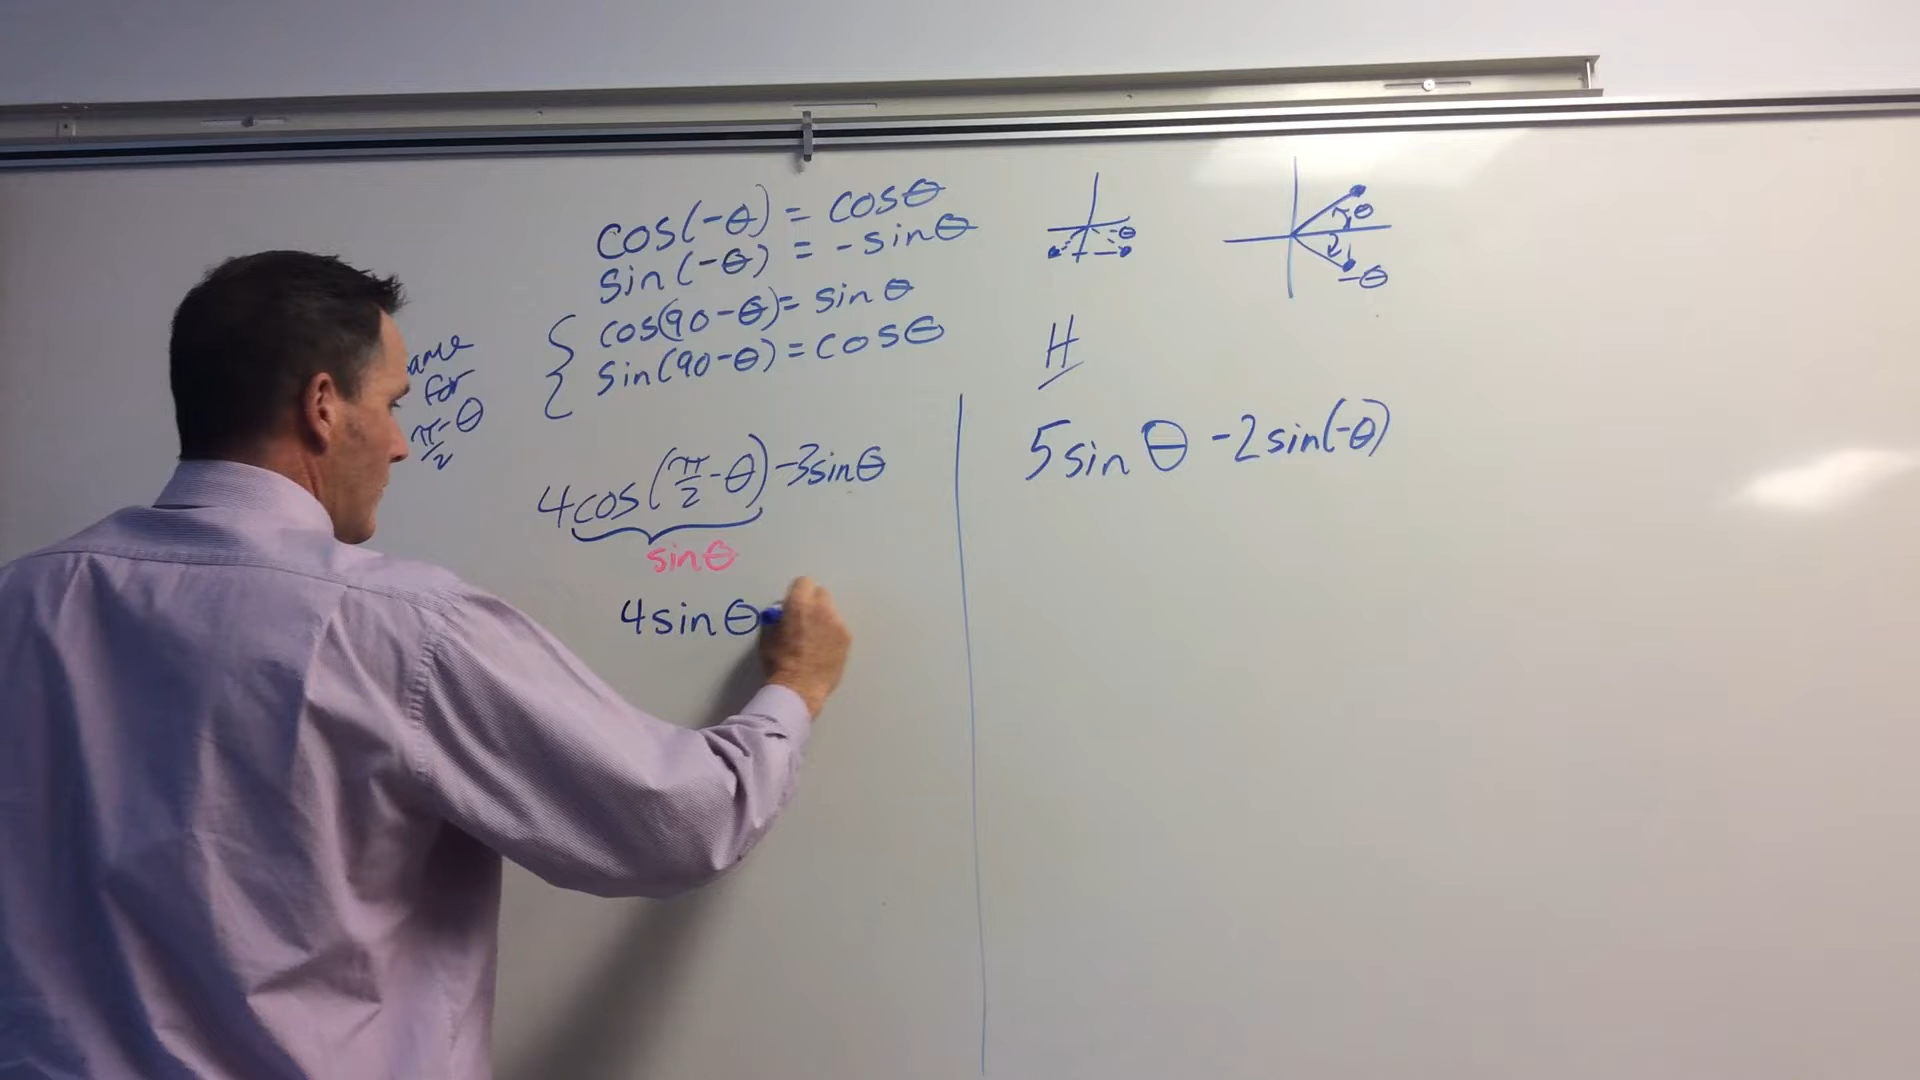 cos(-θ) = cosθ
sin(-θ) = -sinθ
cos(90-θ)= sinθ
sin(90-θ)= cosθ
for
π/2-θ
4cos(π/2-θ)-3sinθ
sinθ
4sinθ
θ
θ
-θ
H
5sinθ-2sin(-θ)